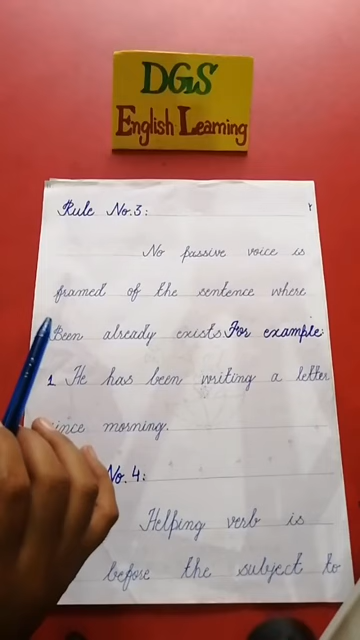 DGS
English Learning
Rule No.3:
No passive voice is
framed of the sentence where
Been already exists. For example:
1 He has been writing a letter
since morning.
No. 4:
Helping verb is
before the subject to